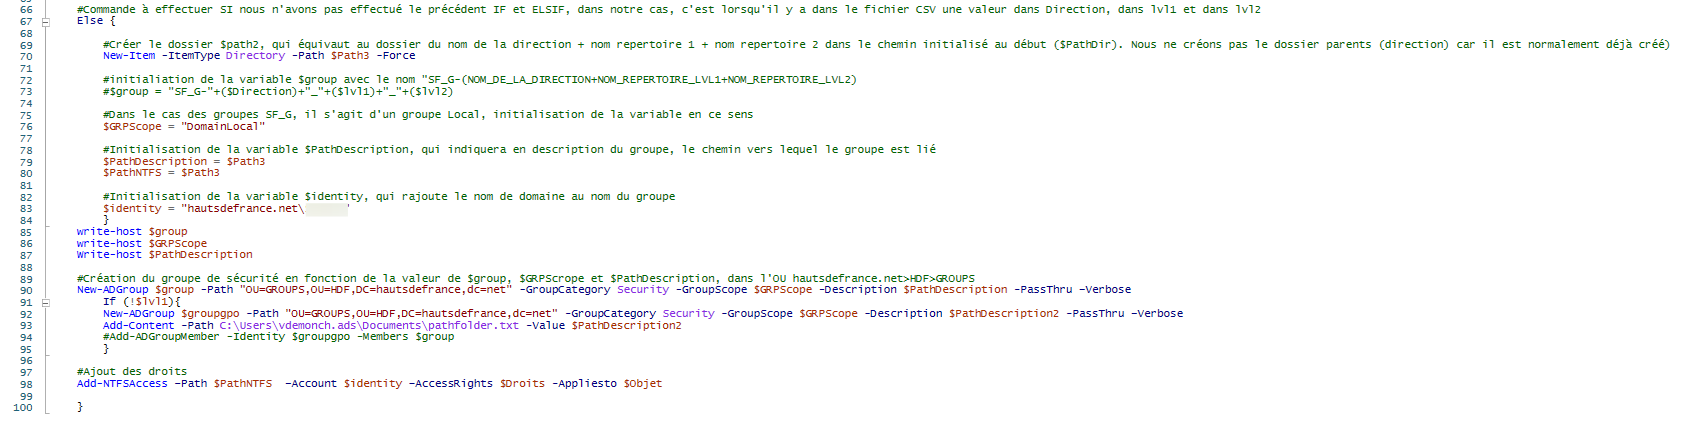 66 #Commande à effectuer SI nous n'avons pas effectué le précédent IF et ELSIF, dans notre cas, c'est lorsqu'il y a dans le fichier CSV une valeur dans Direction, dans lvl1 et dans lvl2
67 Else {
68
69 #Créer le dossier $path2, qui équivaut au dossier du nom de la direction + nom repertoire 1 + nom repertoire 2 dans le chemin initialisé au début ($PathDir). Nous ne créons pas le dossier parents (direction) car il est normalement déjà créé)
70 New-Item -ItemType Directory -Path $Path3 -Force
71
72 #initialiation de la variable $group avec le nom "SF_G-(NOM_DE_LA_DIRECTION+NOM_REPERTOIRE_LVL1+NOM_REPERTOIRE_LVL2)
73 #$group = "SF_G-"+($Direction)+"_"+($lvl1)+"_"+($lvl2)
74
75 #Dans le cas des groupes SF_G, il s'agit d'un groupe Local, initialisation de la variable en ce sens
76 $GRPScope = "DomainLocal"
77
78 #Initialisation de la variable $PathDescription, qui indiquera en description du groupe, le chemin vers lequel le groupe est lié
79 $PathDescription = $Path3
80 $PathNTFS = $Path3
81
82 #Initialisation de la variable $identity, qui rajoute le nom de domaine au nom du groupe
83 $identity = "hautsdefrance.net\
84 }
85 write-host $group
86 write-host $GRPScope
87 Write-host $PathDescription
88
89 #Création du groupe de sécurité en fonction de la valeur de $group, $GRPScrope et $PathDescription, dans l'OU hautsdefrance.net>HDF>GROUPS
90 New-ADGroup $group -Path "OU=GROUPS,OU=HDF,DC=hautsdefrance,dc=net" -GroupCategory Security -GroupScope $GRPScope -Description $PathDescription -PassThru -Verbose
91 If (!$lvl1){
92 New-ADGroup $groupgpo -Path "OU=GROUPS,OU=HDF,DC=hautsdefrance,dc=net" -GroupCategory Security -GroupScope $GRPScope -Description $PathDescription2 -PassThru -Verbose
93 Add-Content -Path C:\Users\vdemonch.ads\Documents\pathfolder.txt -Value $PathDescription2
94 #Add-ADGroupMember -Identity $groupgpo -Members $group
95 }
96
97 #Ajout des droits
98 Add-NTFSAccess -Path $PathNTFS -Account $identity -AccessRights $Droits -Appliesto $Objet
99
100 }